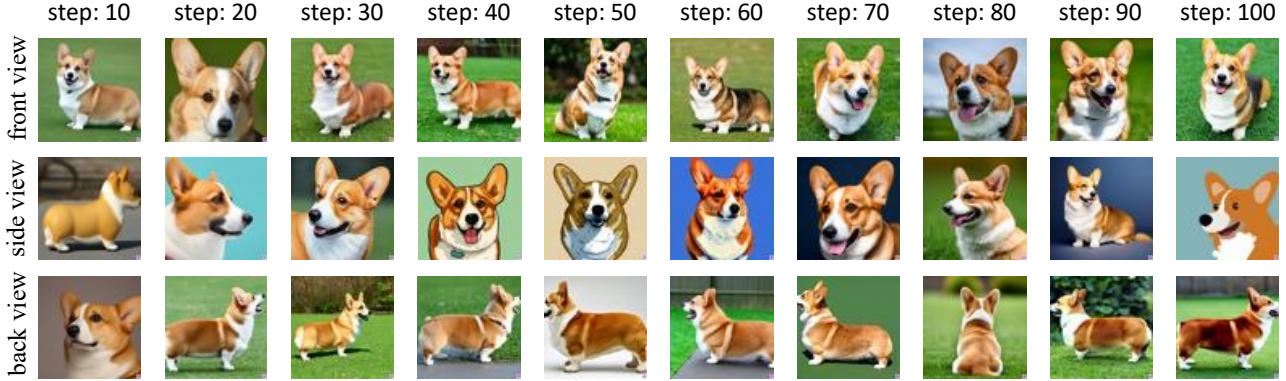 step: 10 step: 20 step: 30 step: 40 step: 50 step: 60 step: 70 step: 80 step: 90 step: 100
front view
side view
back view